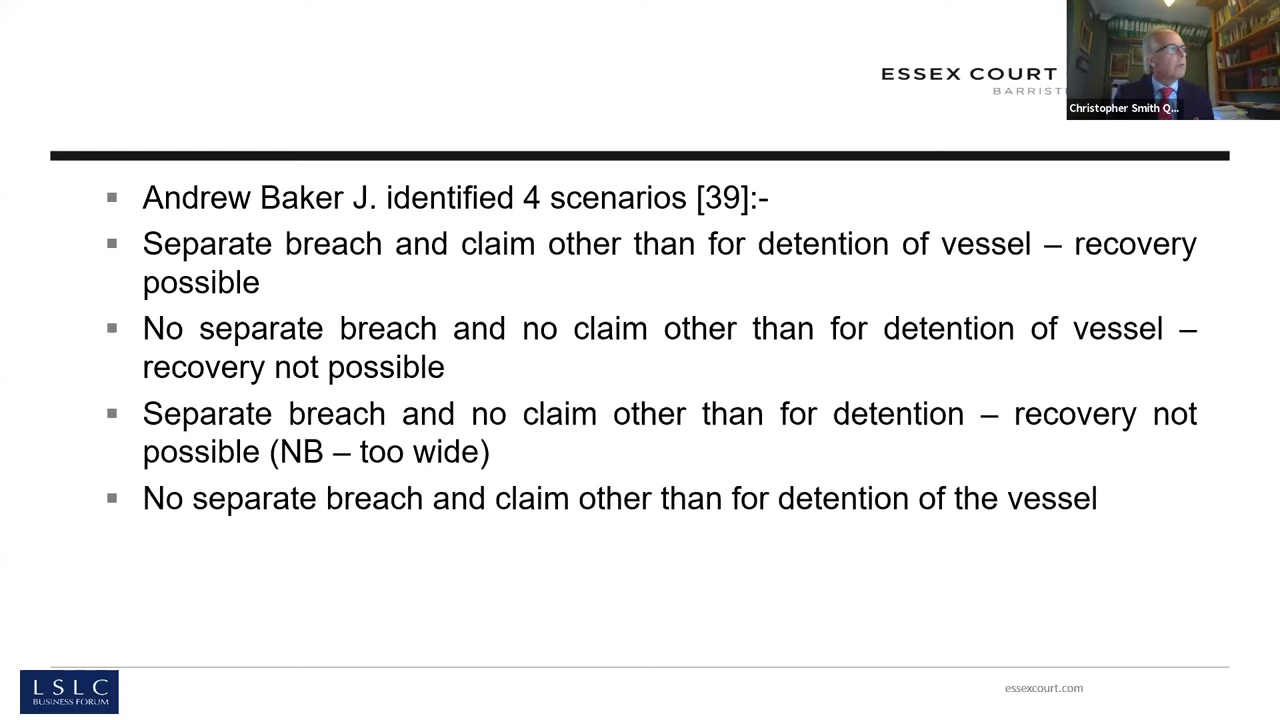 ESSEX COURT
BARRIST
Christopher Smith Q...
▪ Andrew Baker J. identified 4 scenarios [39]:-
▪ Separate breach and claim other than for detention of vessel – recovery
possible
▪ No separate breach and no claim other than for detention of vessel –
recovery not possible
▪ Separate breach and no claim other than for detention – recovery not
possible (NB – too wide)
▪ No separate breach and claim other than for detention of the vessel
LSLC
BUSINESS FORUM
essexcourt.com